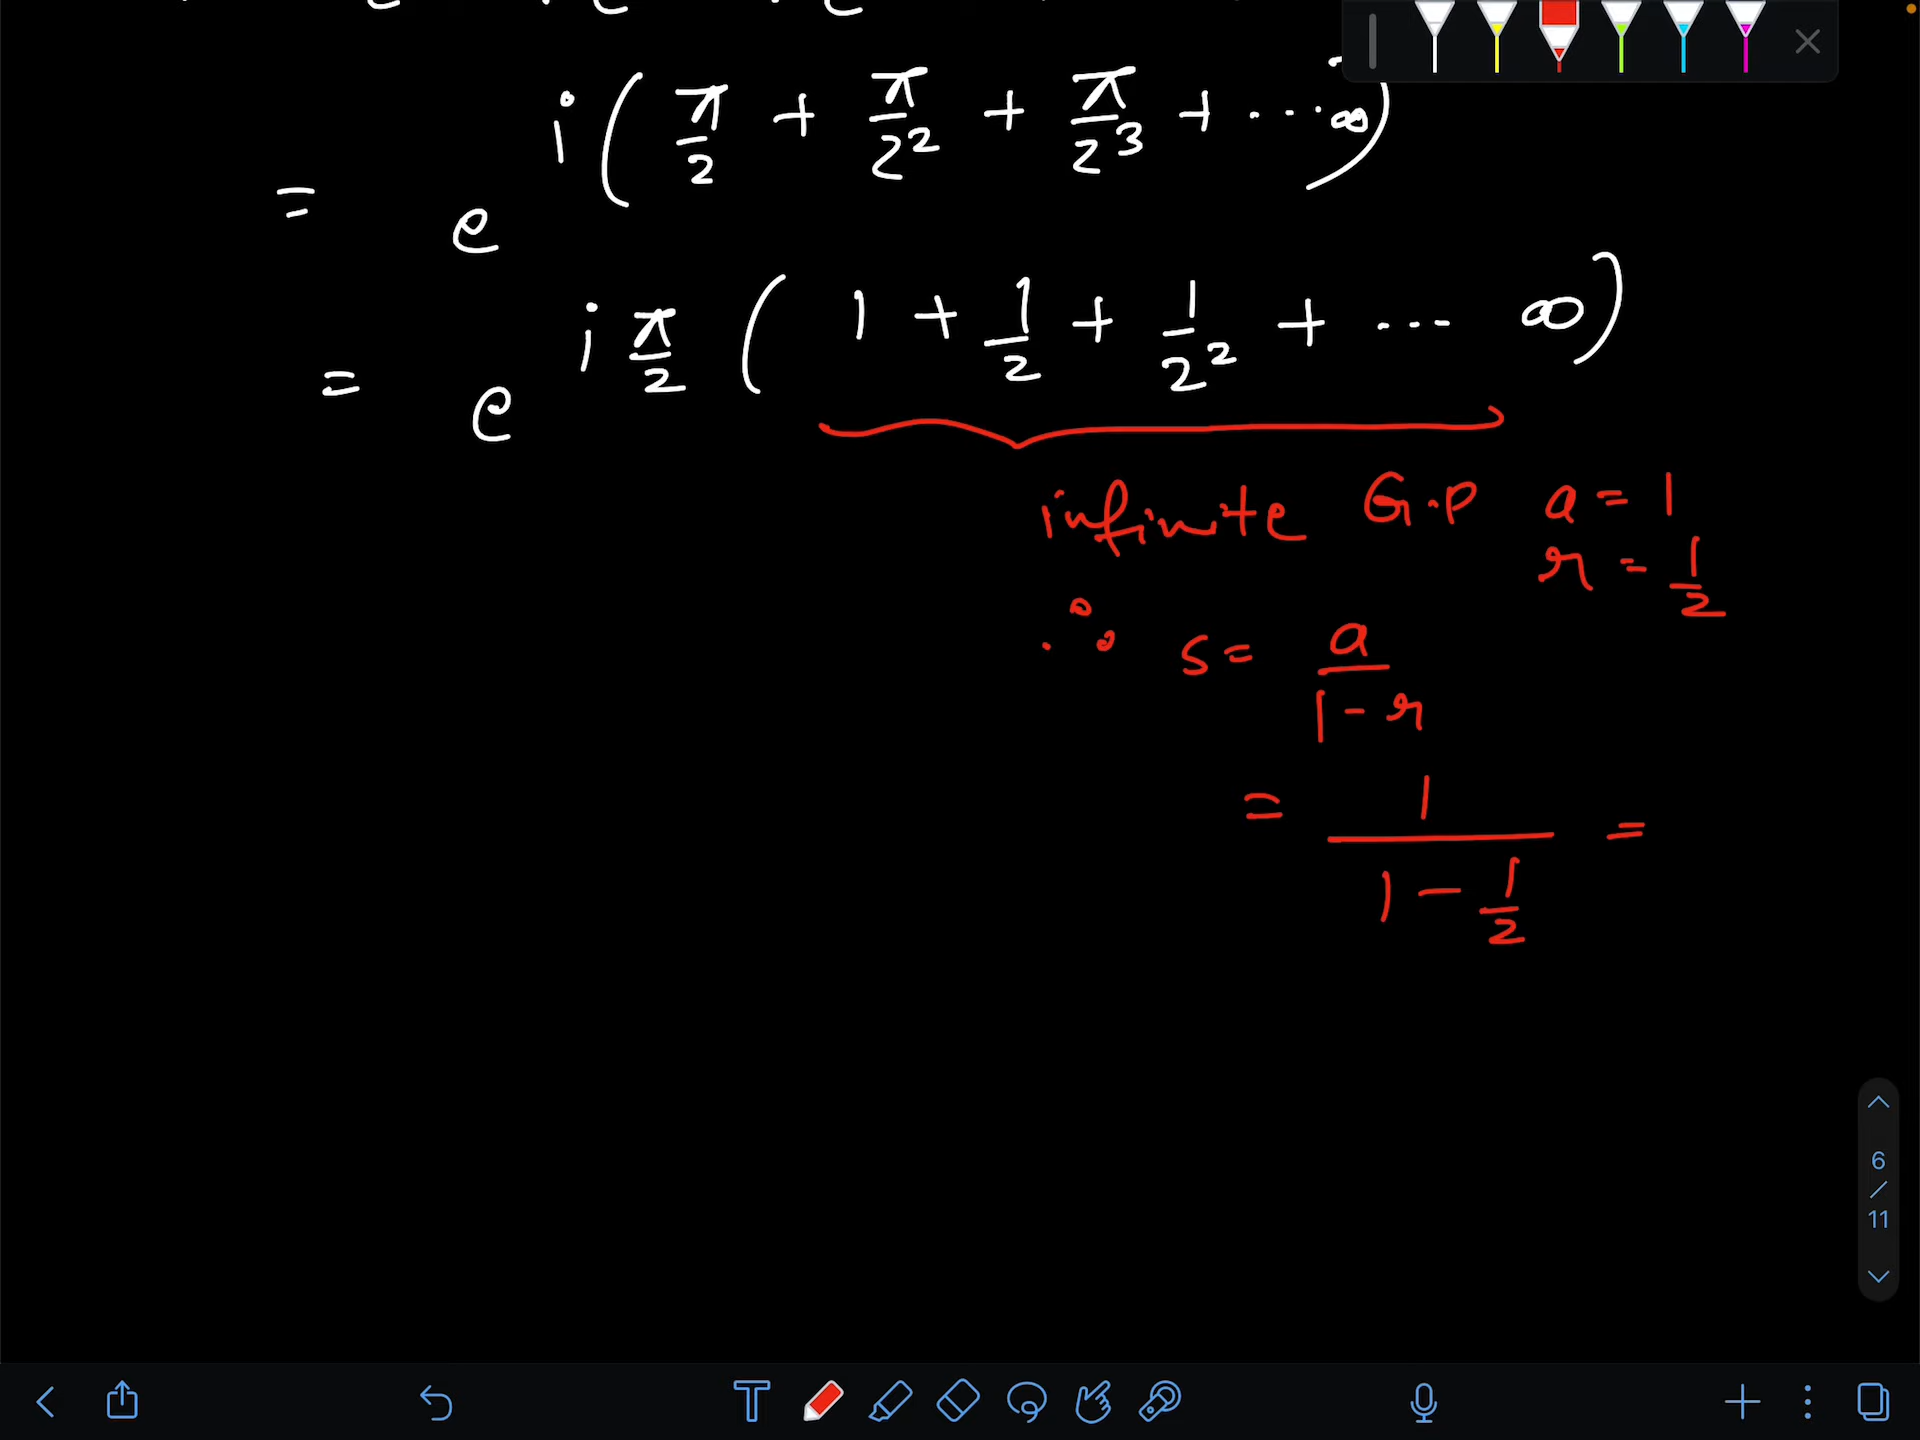 = e^{i(π/2 + π/2² + π/2³ + ... ∞)}
= e^{i π/2 (1 + 1/2 + 1/2² + ... ∞)}
infinite G.P a = 1
r = 1/2
∴ s = a/(1 - r)
= 1/(1 - 1/2) =
6
/
11
T